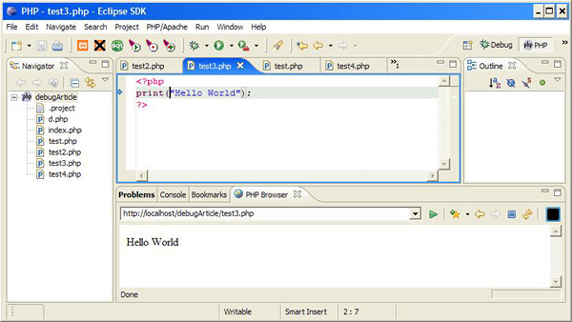 PHP - test3.php - Eclipse SDK
File Edit Navigate Search Project PHP/Apache Run Window Help
SQL Debug PHP
Navigator
test2.php test3.php test.php test4.php »1
Outline
debugArticle
.project
d.php
index.php
test.php
test2.php
test3.php
test4.php
<?php
print("Hello World");
?>
Problems Console Bookmarks PHP Browser
http://localhost/debugArticle/test3.php
Hello World
Done
Writable Smart Insert 2 : 7